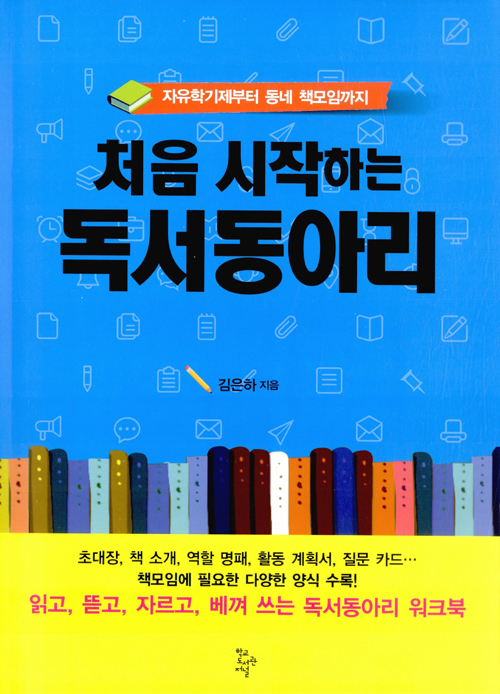 자유학기제부터 동네 책모임까지
처음 시작하는
독서동아리
김은하 지음
초대장, 책 소개, 역할 명패, 활동 계획서, 질문 카드…
책모임에 필요한 다양한 양식 수록!
읽고, 뜯고, 자르고, 베껴 쓰는 독서동아리 워크북
학교
도서관
저널